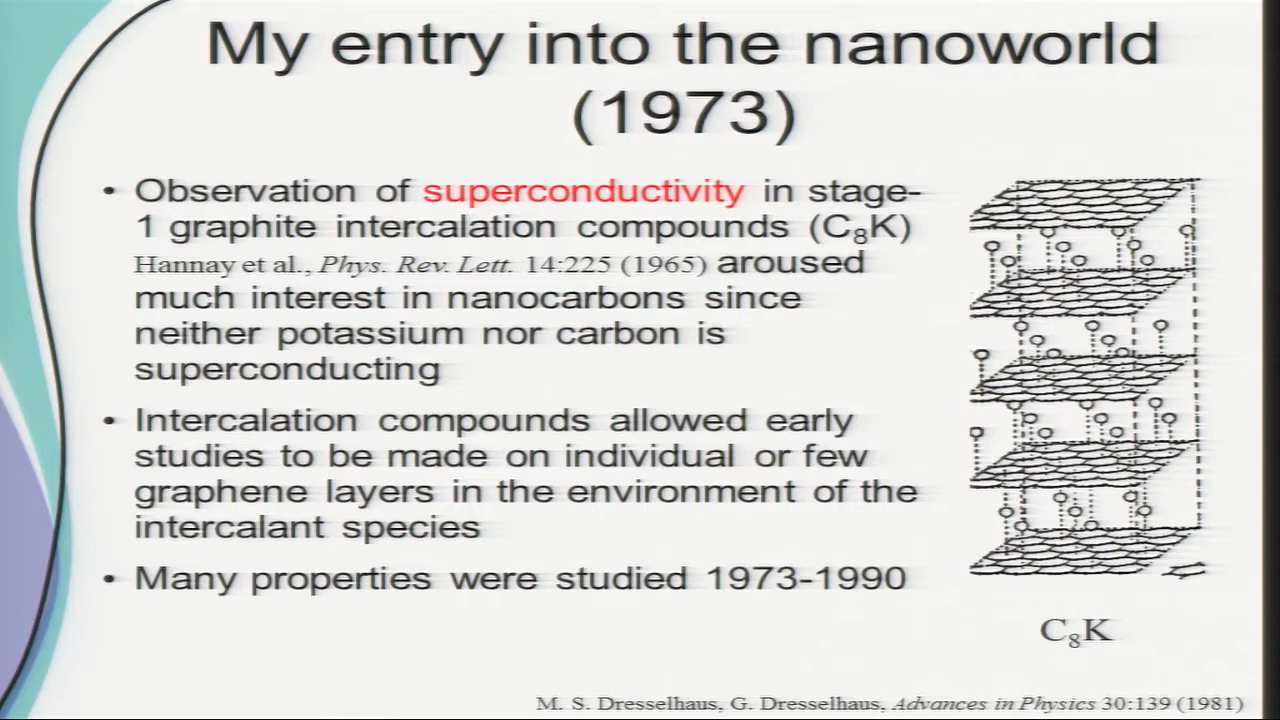 My entry into the nanoworld
(1973)
• Observation of superconductivity in stage-
1 graphite intercalation compounds (C₈K)
Hannay et al., Phys. Rev. Lett. 14:225 (1965) aroused
much interest in nanocarbons since
neither potassium nor carbon is
superconducting
• Intercalation compounds allowed early
studies to be made on individual or few
graphene layers in the environment of the
intercalant species
• Many properties were studied 1973-1990
C₈K
M. S. Dresselhaus, G. Dresselhaus, Advances in Physics 30:139 (1981)